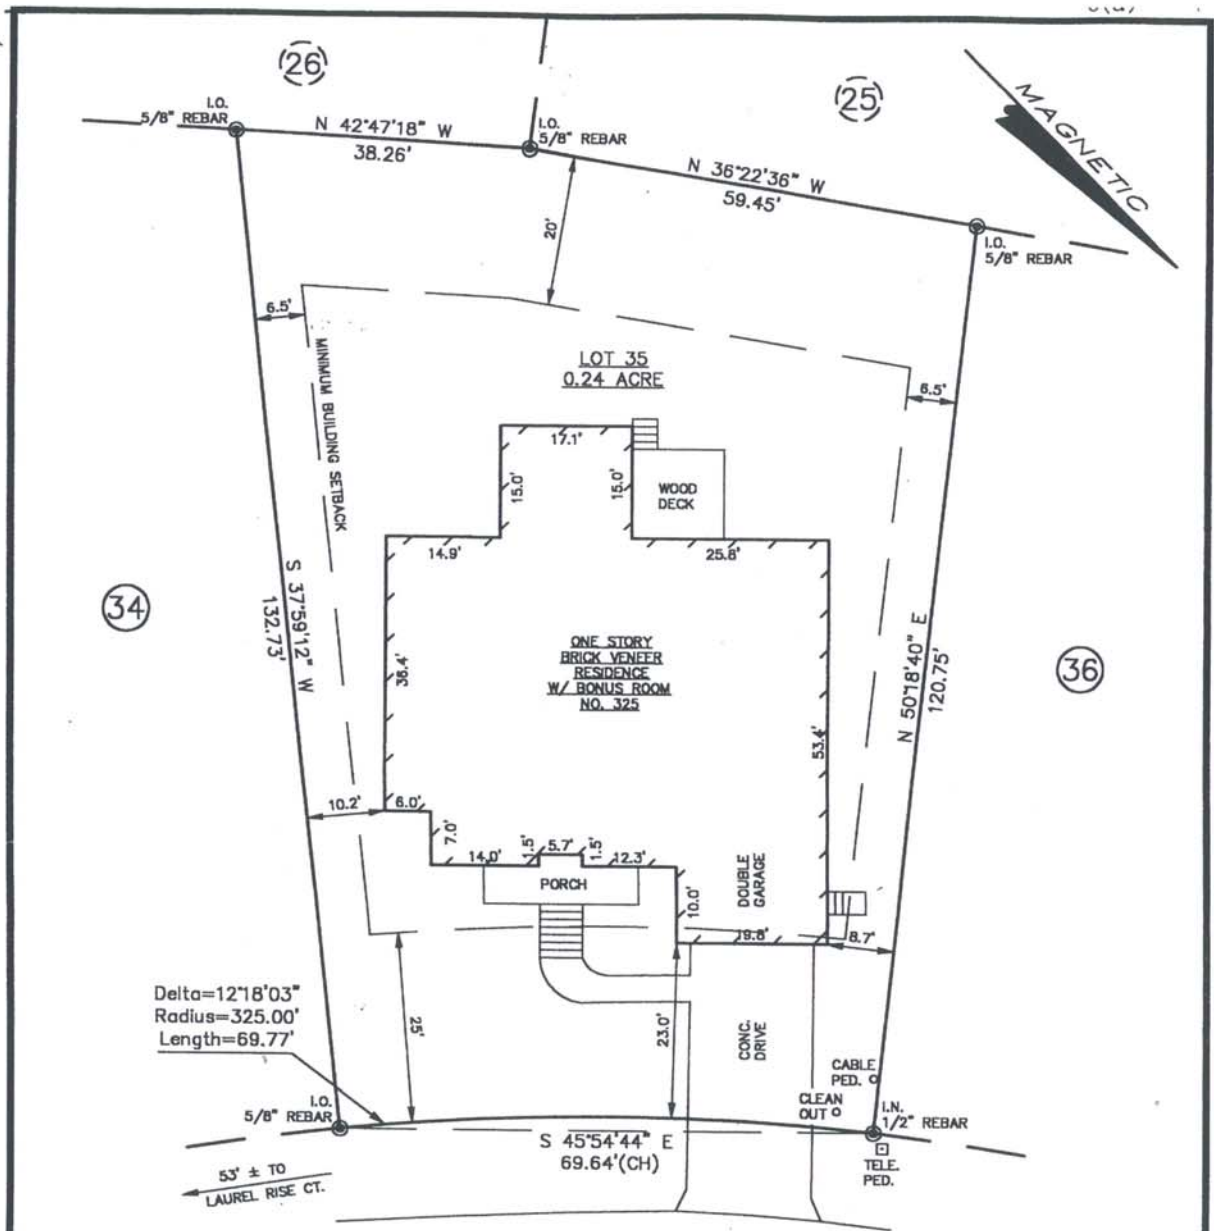 26
25
MAGNETIC
I.O.
5/8" REBAR
N 42°47'18" W
38.26'
I.O.
5/8" REBAR
N 36°22'36" W
59.45'
I.O.
5/8" REBAR
20'
6.5'
MINIMUM BUILDING SETBACK
LOT 35
0.24 ACRE
6.5'
17.1'
15.0'
15.0'
WOOD
DECK
14.9'
25.8'
34
S 37°59'12" W
132.73'
36.4'
ONE STORY
BRICK VENEER
RESIDENCE
W/ BONUS ROOM
NO. 325
53.4'
N 50°18'40" E
120.75'
36
10.2'
6.0'
7.0'
14.0'
1.5'
5.7'
1.5'
12.3'
PORCH
10.0'
DOUBLE
GARAGE
19.8'
8.7'
Delta=12°18'03"
Radius=325.00'
Length=69.77'
25'
23.0'
CONC.
DRIVE
CABLE
PED.
CLEAN
OUT
I.O.
5/8" REBAR
I.N.
1/2" REBAR
S 45°54'44" E
69.64'(CH)
TELE.
PED.
53' ± TO
LAUREL RISE CT.